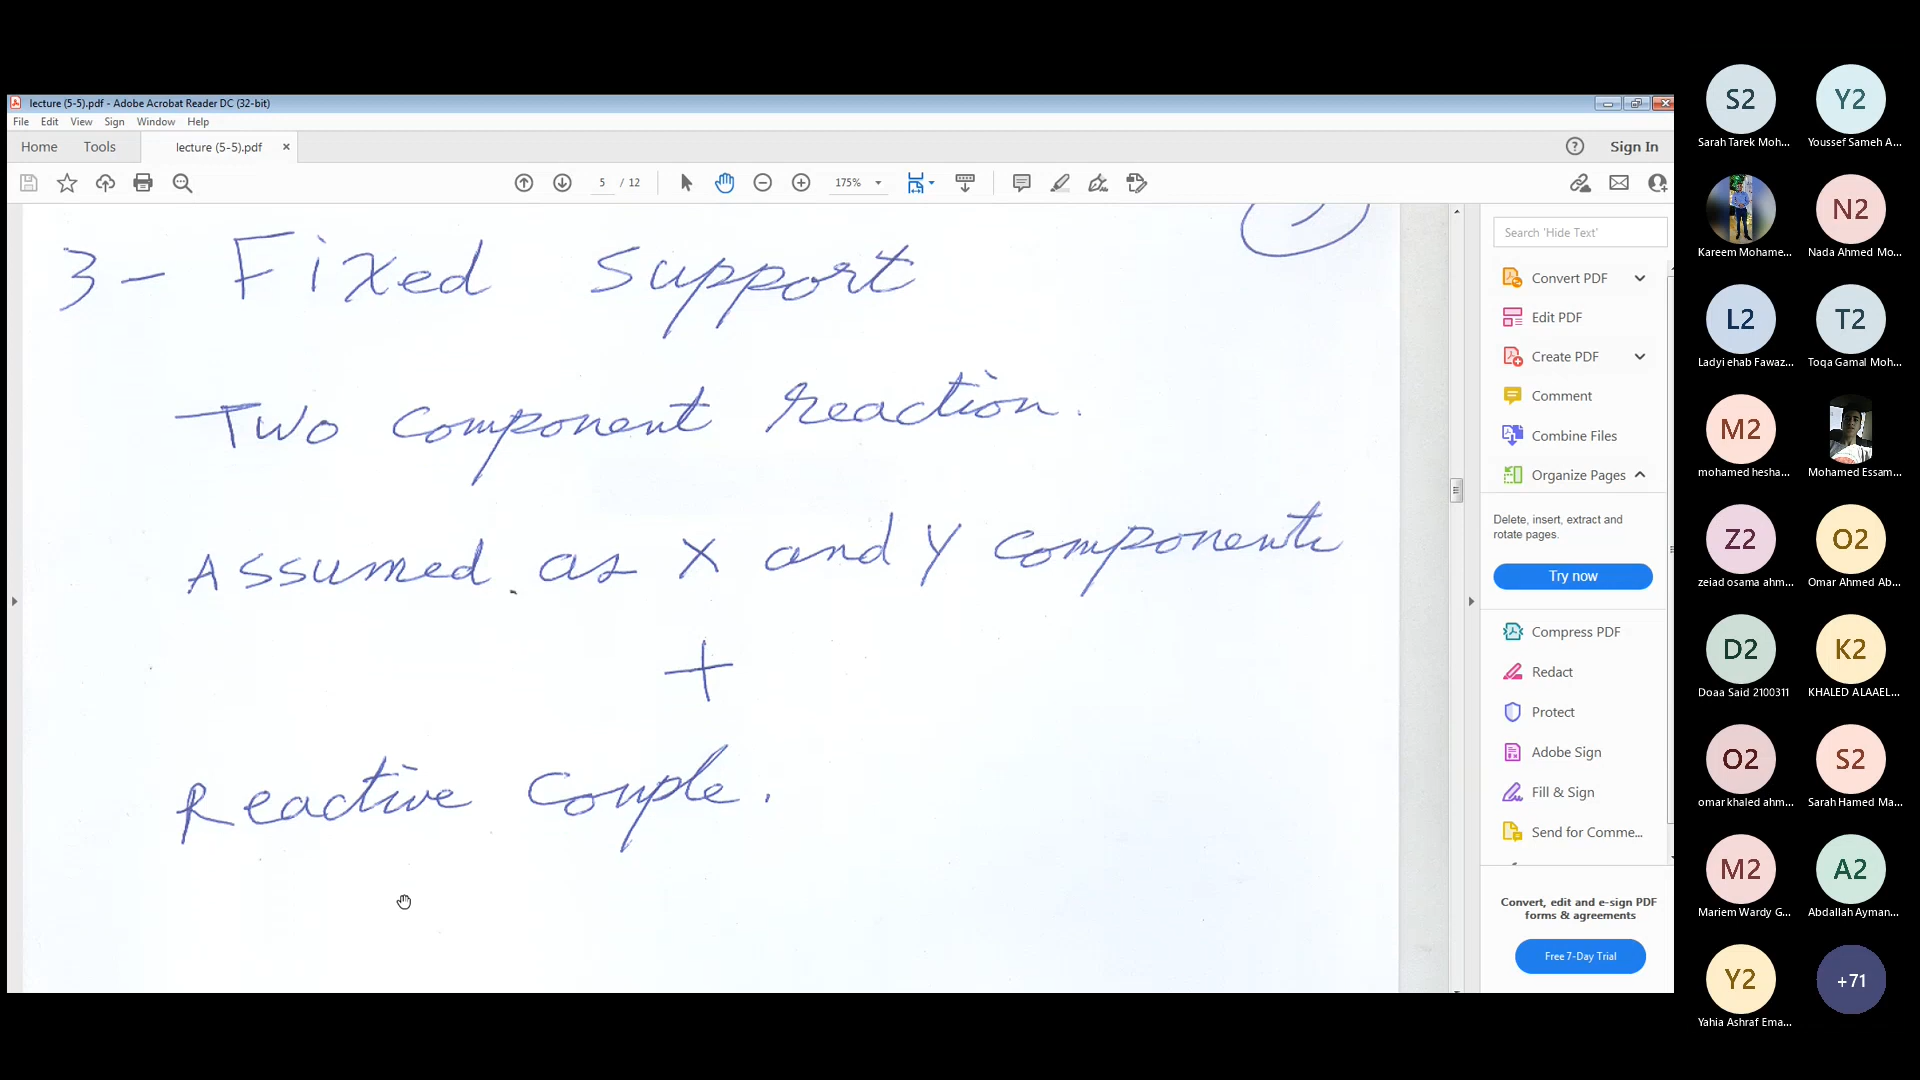 lecture (5-5).pdf - Adobe Acrobat Reader DC (32-bit)
File Edit View Sign Window Help
Home Tools lecture (5-5).pdf × Sign In
5 / 12 175%
3 - Fixed support
Two component reaction.
Assumed as X and Y components
+
Reactive Couple.
Search 'Hide Text'
Convert PDF
Edit PDF
Create PDF
Comment
Combine Files
Organize Pages
Delete, insert, extract and
rotate pages.
Try now
Compress PDF
Redact
Protect
Adobe Sign
Fill & Sign
Send for Comme...
Convert, edit and e-sign PDF
forms & agreements
Free 7-Day Trial
S2 Y2
Sarah Tarek Moh... Youssef Sameh A...
N2
Kareem Mohame... Nada Ahmed Mo...
L2 T2
Ladyi ehab Fawaz... Toqa Gamal Moh...
M2
mohamed hesha... Mohamed Essam...
Z2 O2
zeiad osama ahm... Omar Ahmed Ab...
D2 K2
Doaa Said 2100311 KHALED ALAAEL...
O2 S2
omar khaled ahm... Sarah Hamed Ma...
M2 A2
Mariem Wardy G... Abdallah Ayman...
Y2 +71
Yahia Ashraf Ema...